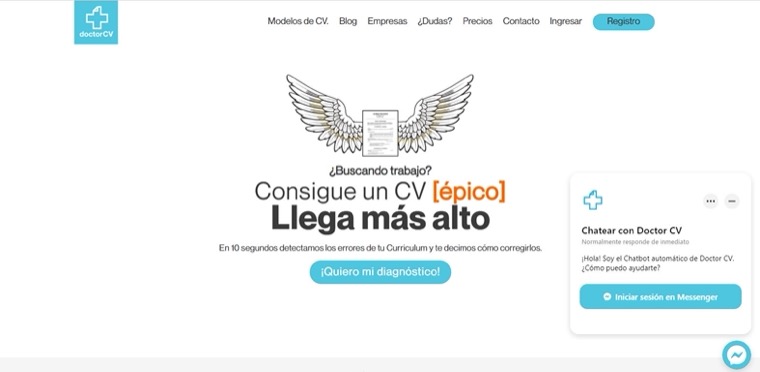 doctorCV
Modelos de CV. Blog Empresas ¿Dudas? Precios Contacto Ingresar Registro
¿Buscando trabajo?
Consigue un CV [épico]
Llega más alto
En 10 segundos detectamos los errores de tu Curriculum y te decimos cómo corregirlos.
¡Quiero mi diagnóstico!
Chatear con Doctor CV
Normalmente responde de inmediato
¡Hola! Soy el Chatbot automático de Doctor CV.
¿Cómo puedo ayudarte?
Iniciar sesión en Messenger